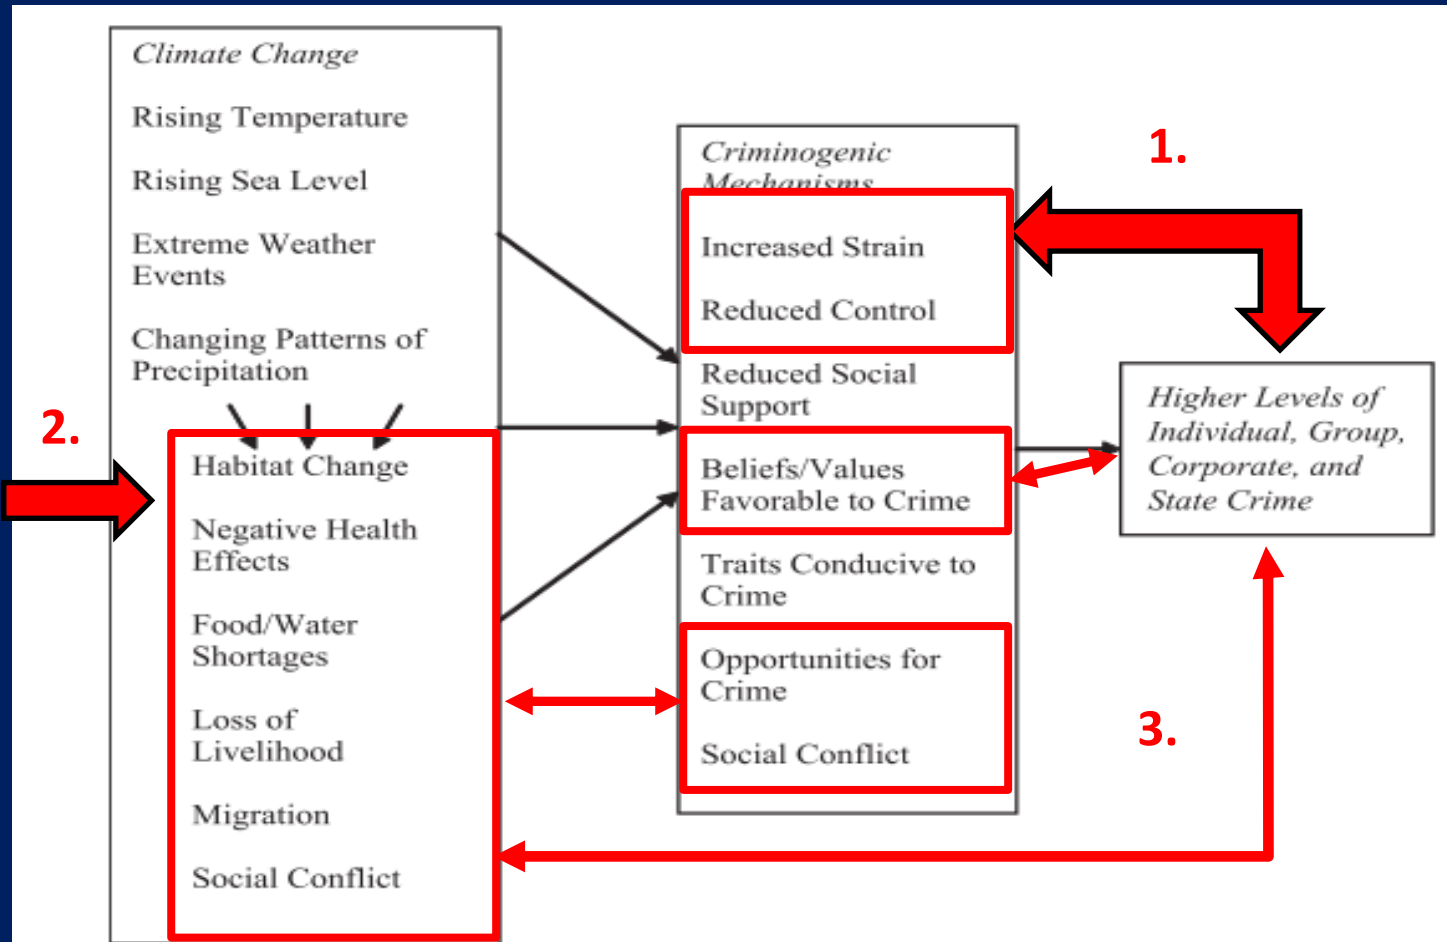 Climate Change
Rising Temperature
Rising Sea Level
Extreme Weather
Events
Changing Patterns of
Precipitation
2.
Habitat Change
Negative Health
Effects
Food/Water
Shortages
Loss of
Livelihood
Migration
Social Conflict
Criminogenic
Mechanisms
Increased Strain
Reduced Control
Reduced Social
Support
Beliefs/Values
Favorable to Crime
Traits Conducive to
Crime
Opportunities for
Crime
Social Conflict
1.
Higher Levels of
Individual, Group,
Corporate, and
State Crime
3.